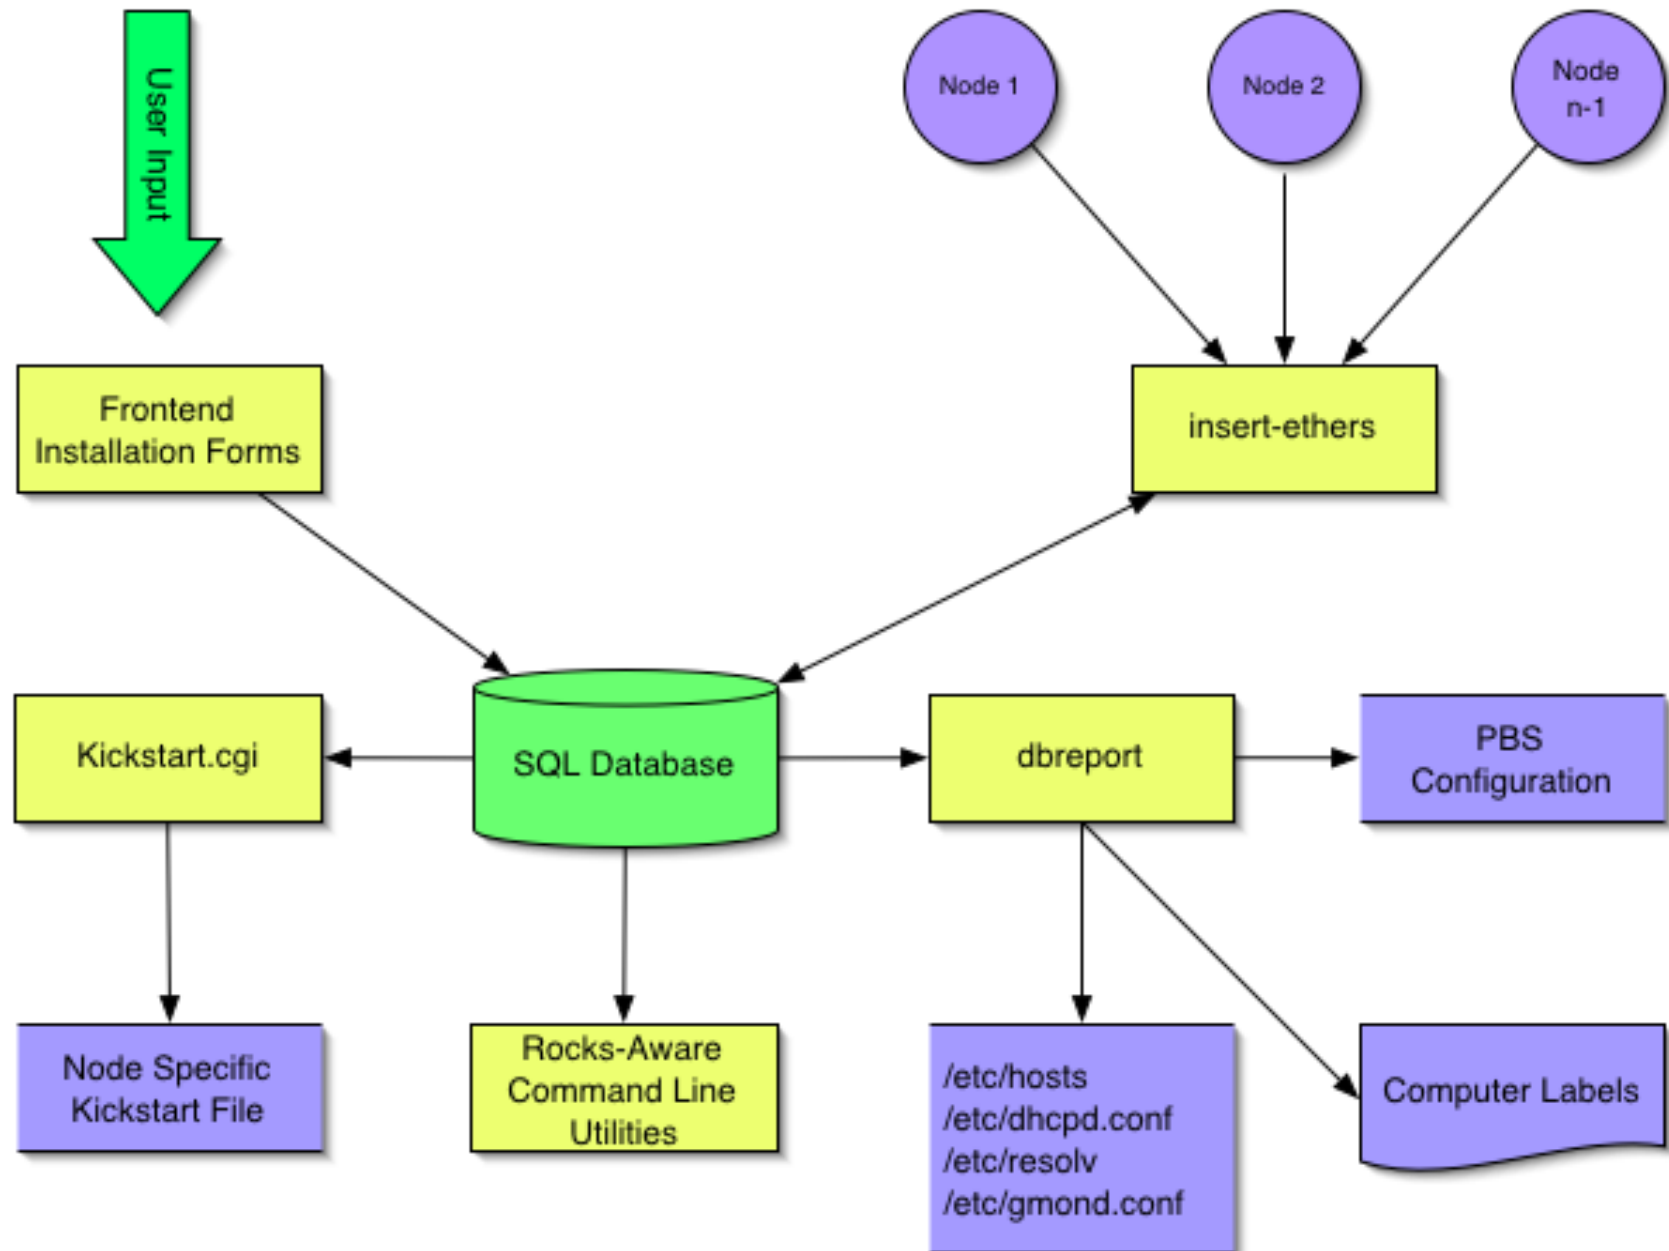 User Input
Node 1
Node 2
Node
n-1
Frontend
Installation Forms
insert-ethers
Kickstart.cgi
SQL Database
dbreport
PBS
Configuration
Node Specific
Kickstart File
Rocks-Aware
Command Line
Utilities
/etc/hosts
/etc/dhcpd.conf
/etc/resolv
/etc/gmond.conf
Computer Labels